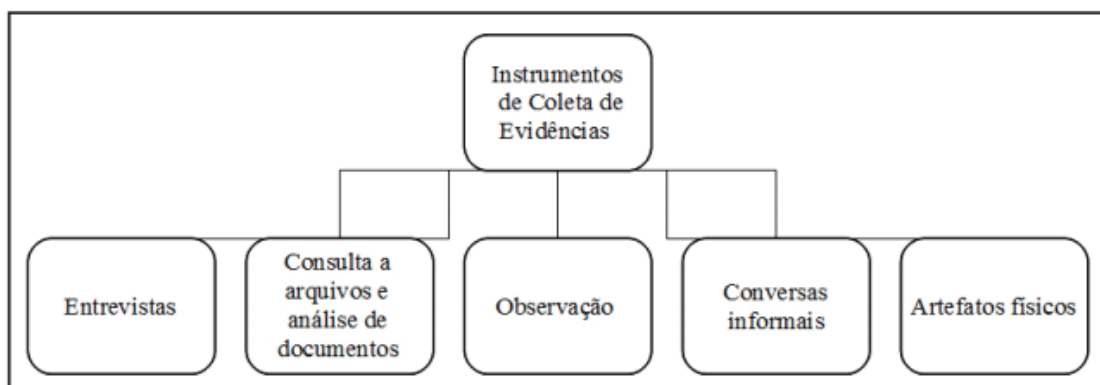 Instrumentos
de Coleta de
Evidências
Entrevistas
Consulta a
arquivos e
análise de
documentos
Observação
Conversas
informais
Artefatos físicos